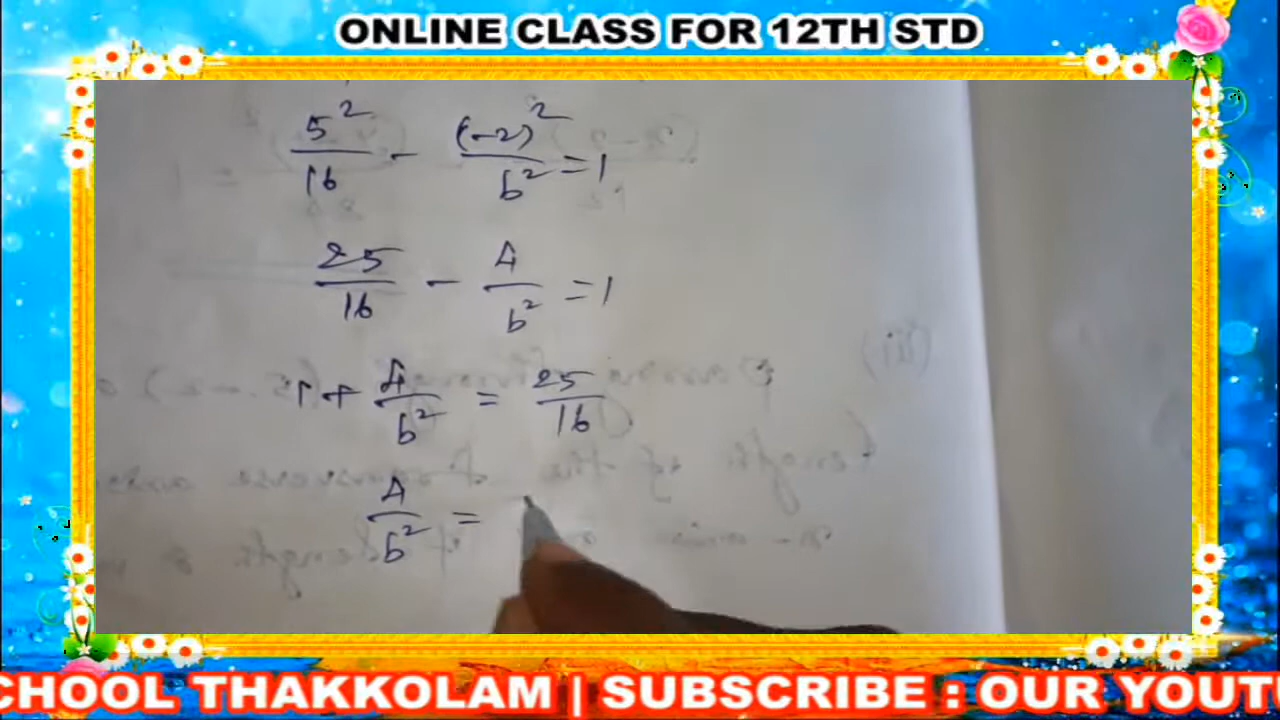 ONLINE CLASS FOR 12TH STD
5²/16 - (-2)²/b² = 1
25/16 - 4/b² = 1
1 + 4/b² = 25/16
4/b² =
CHOOL THAKKOLAM | SUBSCRIBE : OUR YOUT